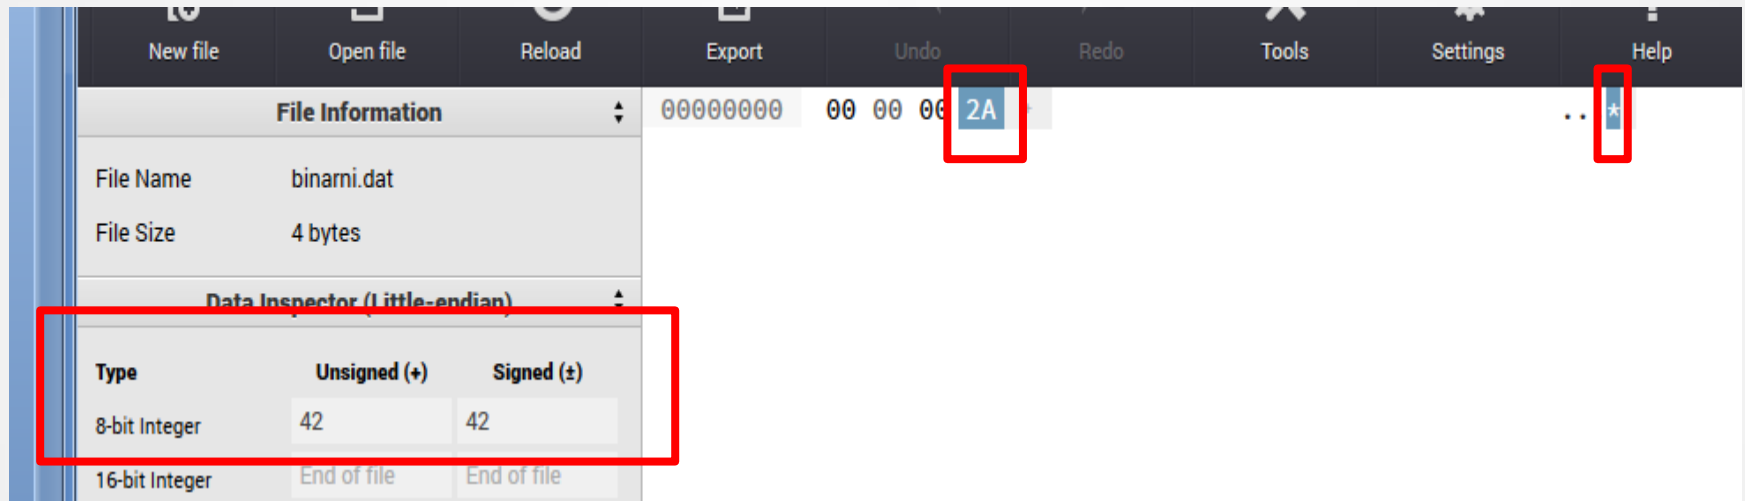 New file Open file Reload Export Undo Redo Tools Settings Help
File Information
00000000 00 00 00 2A + ..*
File Name binarni.dat
File Size 4 bytes
Data Inspector (Little-endian)
Type Unsigned (+) Signed (±)
8-bit Integer 42 42
16-bit Integer End of file End of file